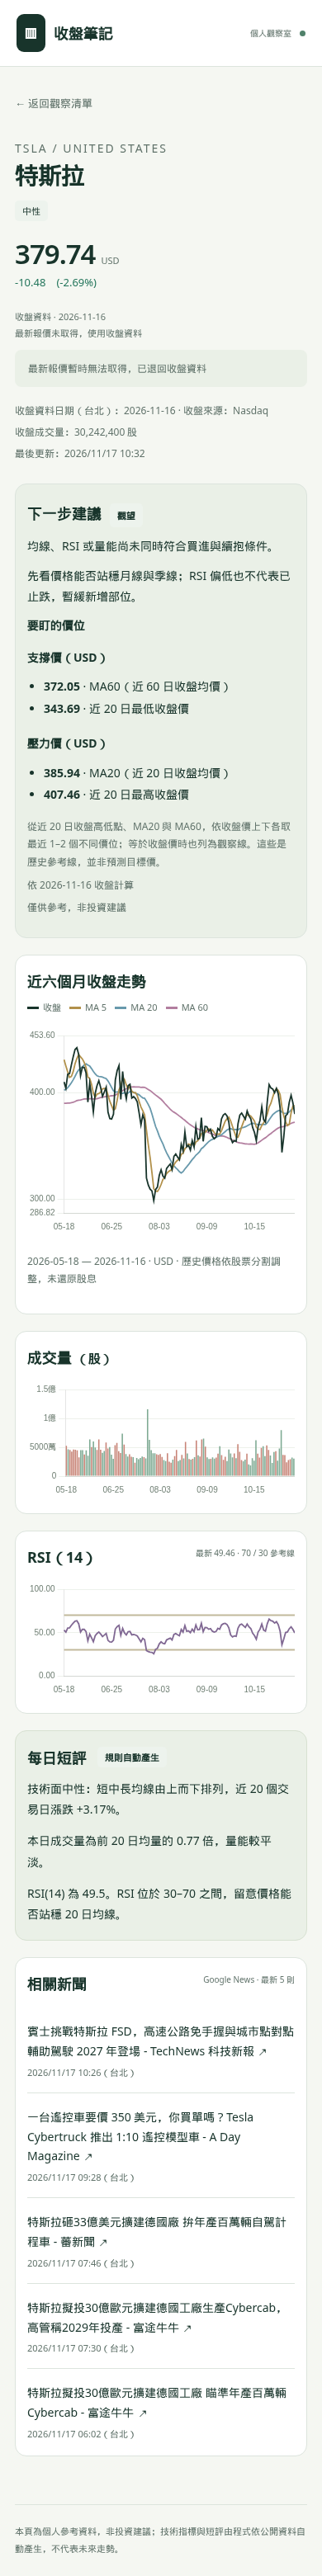 收盤筆記
個人觀察室
← 返回觀察清單
TSLA / UNITED STATES
特斯拉
中性
379.74 USD
-10.48 (-2.69%)
收盤資料 · 2026-11-16
最新報價未取得，使用收盤資料
最新報價暫時無法取得，已退回收盤資料
收盤資料日期（台北）：2026-11-16 · 收盤來源：Nasdaq
收盤成交量：30,242,400 股
最後更新：2026/11/17 10:32
下一步建議 觀望
均線、RSI 或量能尚未同時符合買進與續抱條件。
先看價格能否站穩月線與季線；RSI 偏低也不代表已
止跌，暫緩新增部位。
要盯的價位
支撐價（USD）
• 372.05 · MA60（近 60 日收盤均價）
• 343.69 · 近 20 日最低收盤價
壓力價（USD）
• 385.94 · MA20（近 20 日收盤均價）
• 407.46 · 近 20 日最高收盤價
從近 20 日收盤高低點、MA20 與 MA60，依收盤價上下各取
最近 1–2 個不同價位；等於收盤價時也列為觀察線。這些是
歷史參考線，並非預測目標價。
依 2026-11-16 收盤計算
僅供參考，非投資建議
近六個月收盤走勢
收盤 MA 5 MA 20 MA 60
453.60
400.00
300.00
286.82
05-18 06-25 08-03 09-09 10-15
2026-05-18 — 2026-11-16 · USD · 歷史價格依股票分割調
整，未還原股息
成交量（股）
1.5億
1億
5000萬
0
05-18 06-25 08-03 09-09 10-15
RSI（14）
最新 49.46 · 70 / 30 參考線
100.00
50.00
0.00
05-18 06-25 08-03 09-09 10-15
每日短評 規則自動產生
技術面中性：短中長均線由上而下排列，近 20 個交
易日漲跌 +3.17%。
本日成交量為前 20 日均量的 0.77 倍，量能較平
淡。
RSI(14) 為 49.5。RSI 位於 30–70 之間，留意價格能
否站穩 20 日均線。
相關新聞
Google News · 最新 5 則
賓士挑戰特斯拉 FSD，高速公路免手握與城市點對點
輔助駕駛 2027 年登場 - TechNews 科技新報 ↗
2026/11/17 10:26（台北）
一台遙控車要價 350 美元，你買單嗎？Tesla
Cybertruck 推出 1:10 遙控模型車 - A Day
Magazine ↗
2026/11/17 09:28（台北）
特斯拉砸33億美元擴建德國廠 拚年產百萬輛自駕計
程車 - 蕃新聞 ↗
2026/11/17 07:46（台北）
特斯拉擬投30億歐元擴建德國工廠生產Cybercab，
高管稱2029年投產 - 富途牛牛 ↗
2026/11/17 07:30（台北）
特斯拉擬投30億歐元擴建德國工廠 瞄準年產百萬輛
Cybercab - 富途牛牛 ↗
2026/11/17 06:02（台北）
本頁為個人參考資料，非投資建議；技術指標與短評由程式依公開資料自
動產生，不代表未來走勢。